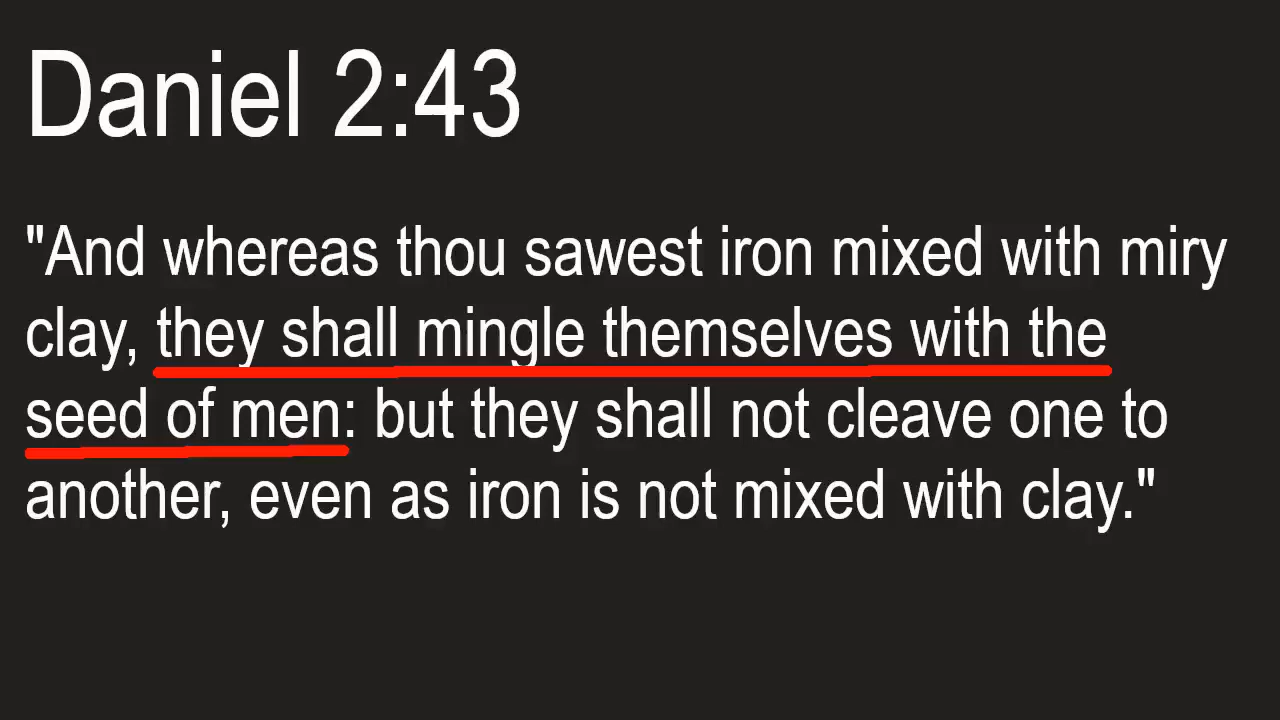 Daniel 2:43
"And whereas thou sawest iron mixed with miry
clay, they shall mingle themselves with the
seed of men: but they shall not cleave one to
another, even as iron is not mixed with clay."